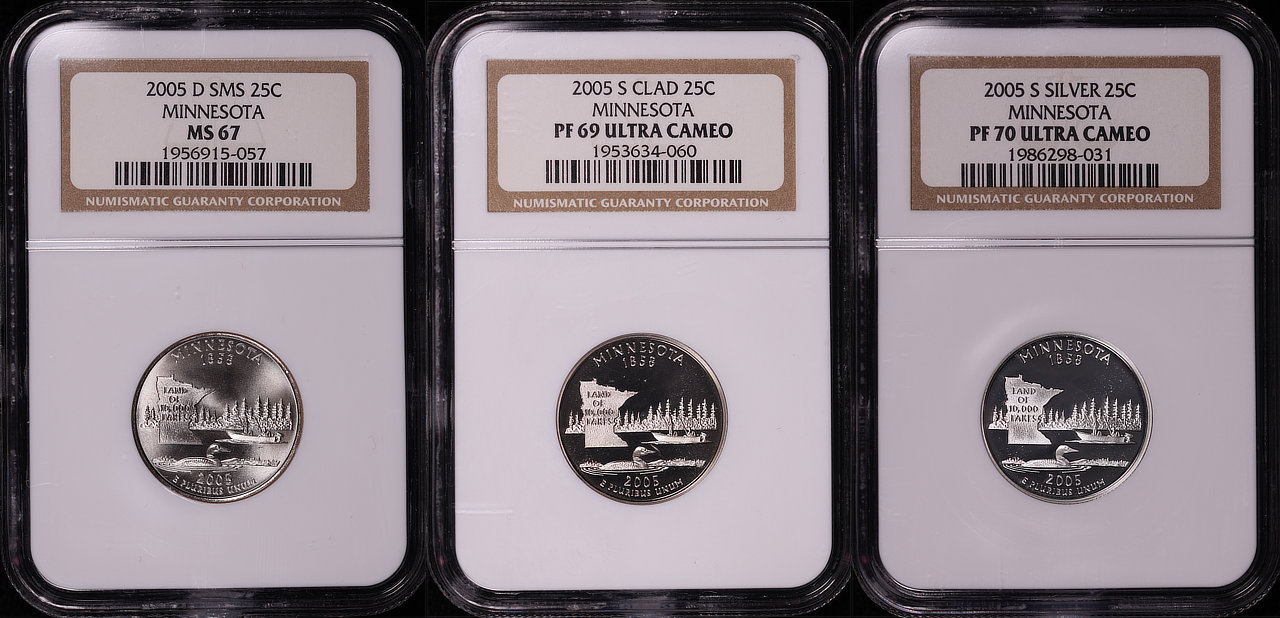 2005 D SMS 25C
MINNESOTA
MS 67
1956915-057
NUMISMATIC GUARANTY CORPORATION
MINNESOTA
1858
LAND
OF
10,000
LAKES
2005
E PLURIBUS UNUM
2005 S CLAD 25C
MINNESOTA
PF 69 ULTRA CAMEO
1953634-060
NUMISMATIC GUARANTY CORPORATION
MINNESOTA
1858
LAND
OF
10,000
LAKES
2005
E PLURIBUS UNUM
2005 S SILVER 25C
MINNESOTA
PF 70 ULTRA CAMEO
1986298-031
NUMISMATIC GUARANTY CORPORATION
MINNESOTA
1858
LAND
OF
10,000
LAKES
2005
E PLURIBUS UNUM